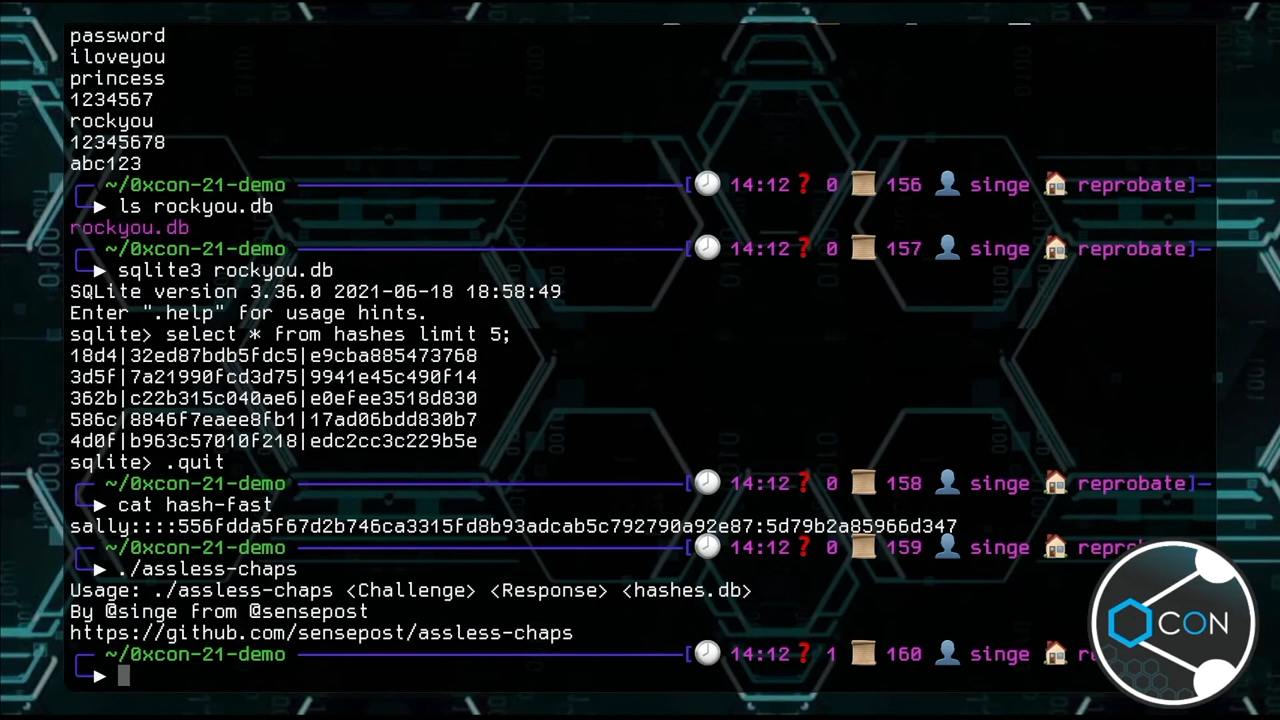 password
iloveyou
princess
1234567
rockyou
12345678
abc123
~/0xcon-21-demo [ 14:12 ? 0 156 singe reprobate]
▶ ls rockyou.db
rockyou.db
~/0xcon-21-demo [ 14:12 ? 0 157 singe reprobate]
▶ sqlite3 rockyou.db
SQLite version 3.36.0 2021-06-18 18:58:49
Enter ".help" for usage hints.
sqlite> select * from hashes limit 5;
18d4|32ed87bdb5fdc5|e9cba885473768
3d5f|7a21990fcd3d75|9941e45c490f14
362b|c22b315c040ae6|e0efee3518d830
586c|8846f7eaee8fb1|17ad06bdd830b7
4d0f|b963c57010f218|edc2cc3c229b5e
sqlite> .quit
~/0xcon-21-demo [ 14:12 ? 0 158 singe reprobate]
▶ cat hash-fast
sally::::556fdda5f67d2b746ca3315fd8b93adcab5c792790a92e87:5d79b2a85966d347
~/0xcon-21-demo [ 14:12 ? 0 159 singe repro
▶ ./assless-chaps
Usage: ./assless-chaps <Challenge> <Response> <hashes.db>
By @singe from @sensepost
https://github.com/sensepost/assless-chaps
~/0xcon-21-demo [ 14:12 ? 1 160 singe r
▶
CON